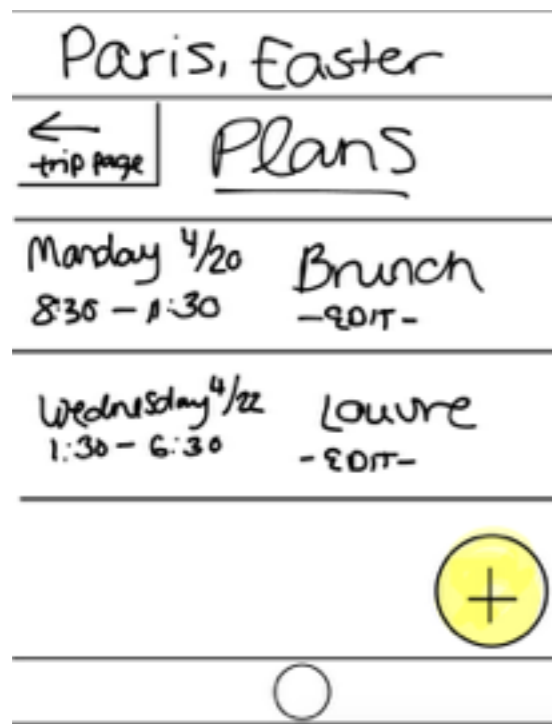 Paris, Easter
←
trip page
Plans
Monday 4/20
Brunch
8:30 –
:30
– EDIT –
Wednesday 4/22
Louvre
1:30 – 6:30
– EDIT –
+